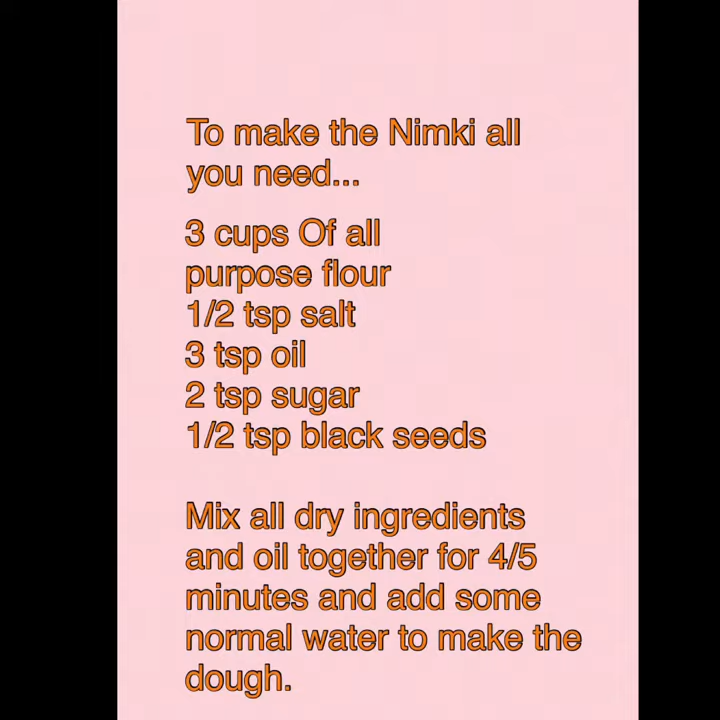 To make the Nimki all
you need...
3 cups Of all
purpose flour
1/2 tsp salt
3 tsp oil
2 tsp sugar
1/2 tsp black seeds
Mix all dry ingredients
and oil together for 4/5
minutes and add some
normal water to make the
dough.